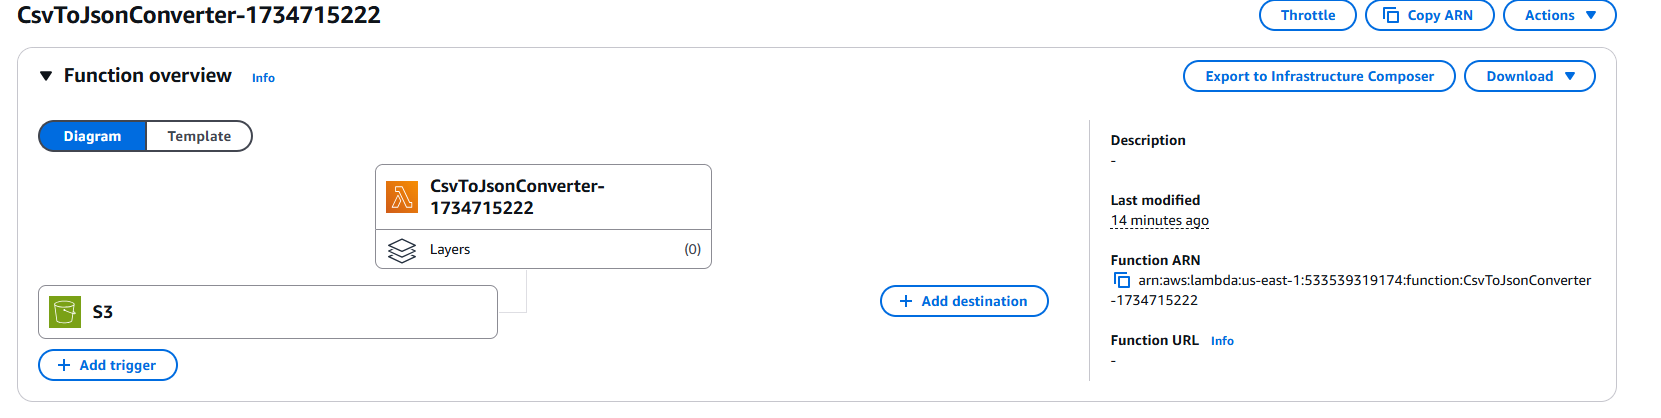 CsvToJsonConverter-1734715222
Throttle
Copy ARN
Actions
Function overview
Info
Export to Infrastructure Composer
Download
Diagram
Template
CsvToJsonConverter-
1734715222
Layers
(0)
S3
Add trigger
Add destination
Description
-
Last modified
14 minutes ago
Function ARN
arn:aws:lambda:us-east-1:533539319174:function:CsvToJsonConverter
-1734715222
Function URL Info
-